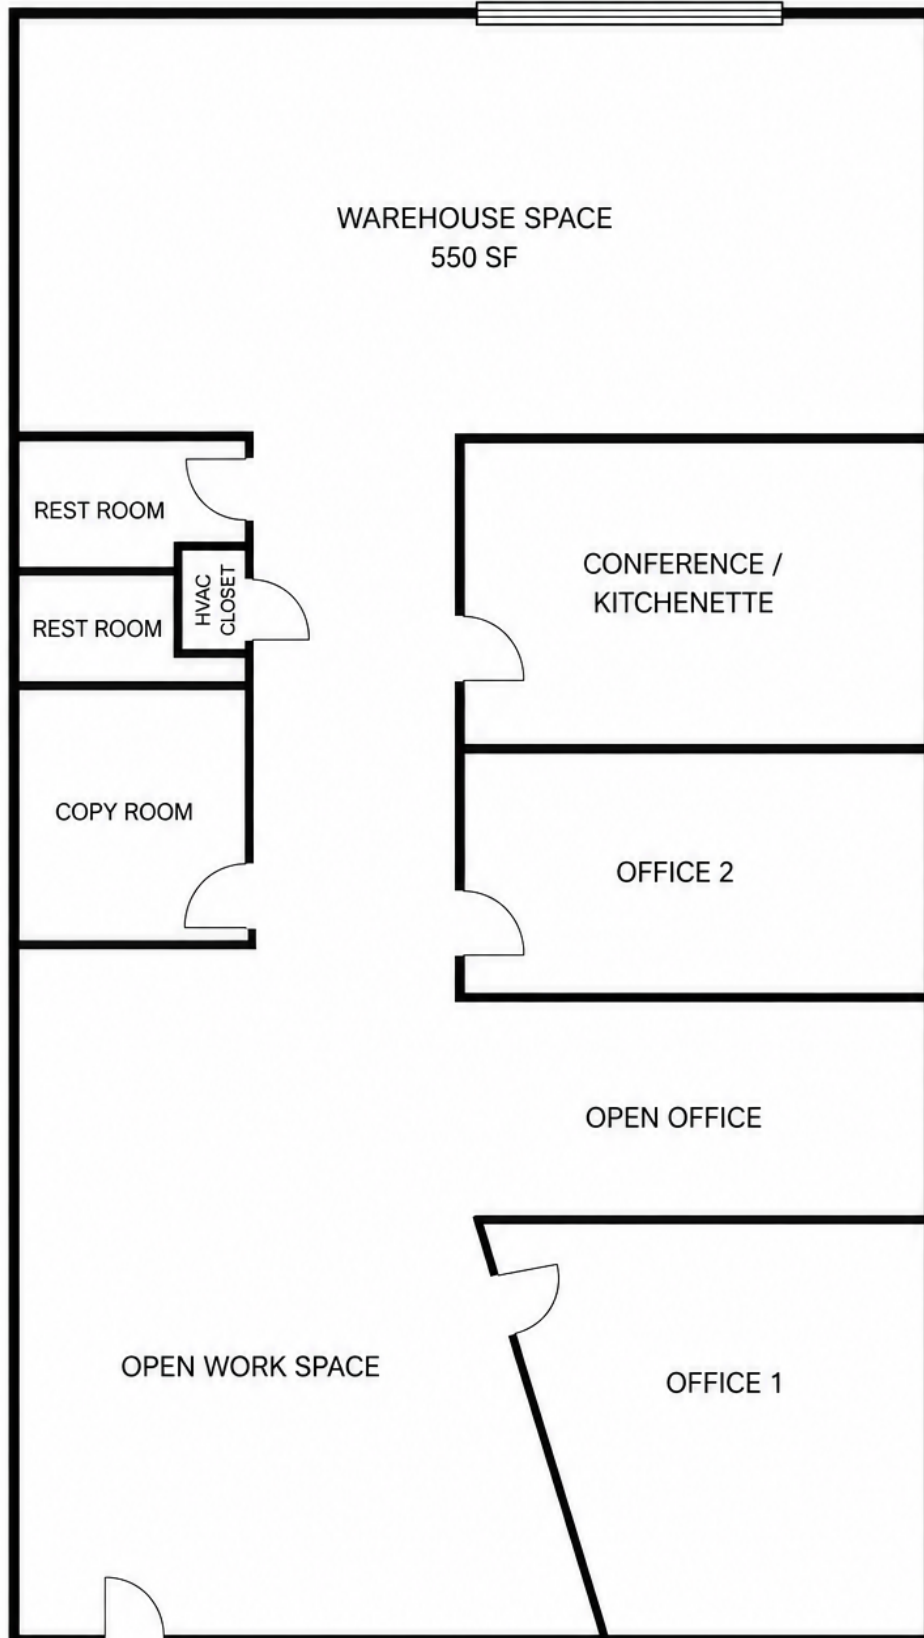 WAREHOUSE SPACE
550 SF
REST ROOM
HVAC
CLOSET
REST ROOM
CONFERENCE /
KITCHENETTE
COPY ROOM
OFFICE 2
OPEN OFFICE
OPEN WORK SPACE
OFFICE 1